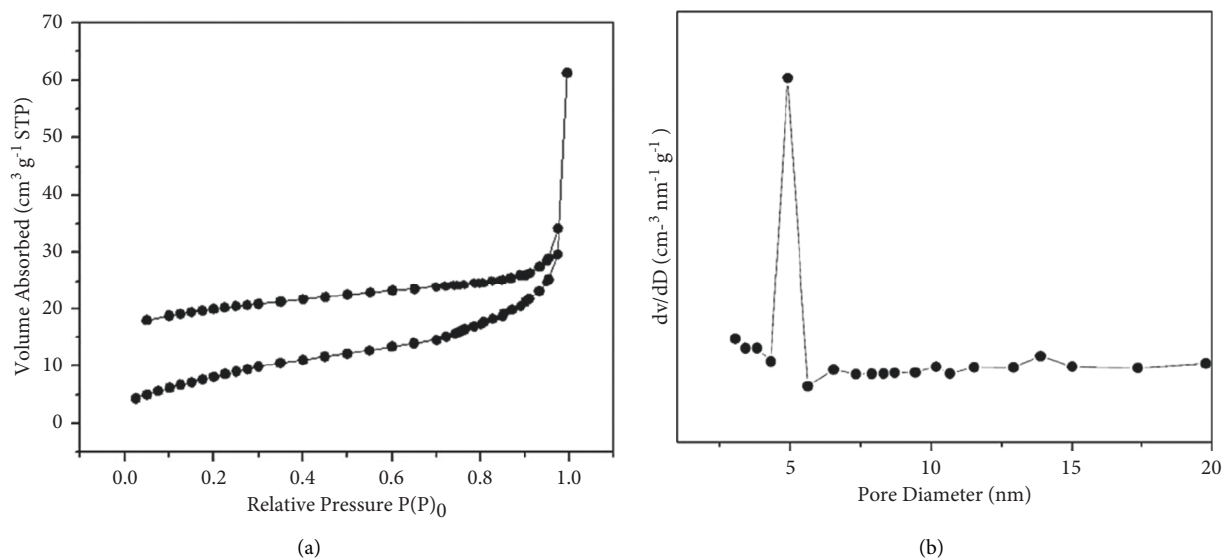 70
60
50
40
30
20
10
0
Volume Absorbed (cm³ g⁻¹ STP)
0.0 0.2 0.4 0.6 0.8 1.0
Relative Pressure P(P)₀
(a)
dv/dD (cm-³ nm⁻¹ g⁻¹ )
5 10 15 20
Pore Diameter (nm)
(b)